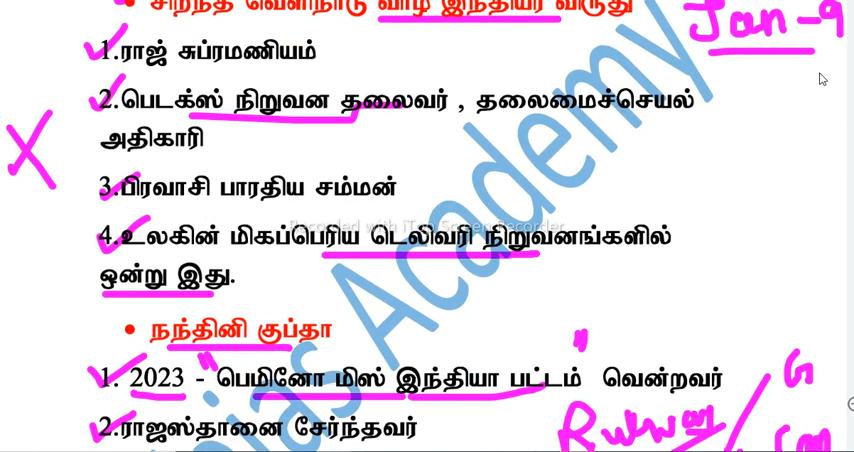 சிறந்த வெளிநாடு வாழ் இந்தியர் விருது
Jan-9
1.ராஜ் சுப்ரமணியம்
2.பெடக்ஸ் நிறுவன தலைவர் , தலைமைச்செயல்
அதிகாரி
3.பிரவாசி பாரதிய சம்மன்
Recorded with iTop Screen Recorder
4.உலகின் மிகப்பெரிய டெலிவரி நிறுவனங்களில்
ஒன்று இது.
நந்தினி குப்தா
1. 2023 - பெமினோ மிஸ் இந்தியா பட்டம் வென்றவர்
2.ராஜஸ்தானை சேர்ந்தவர்
Academy